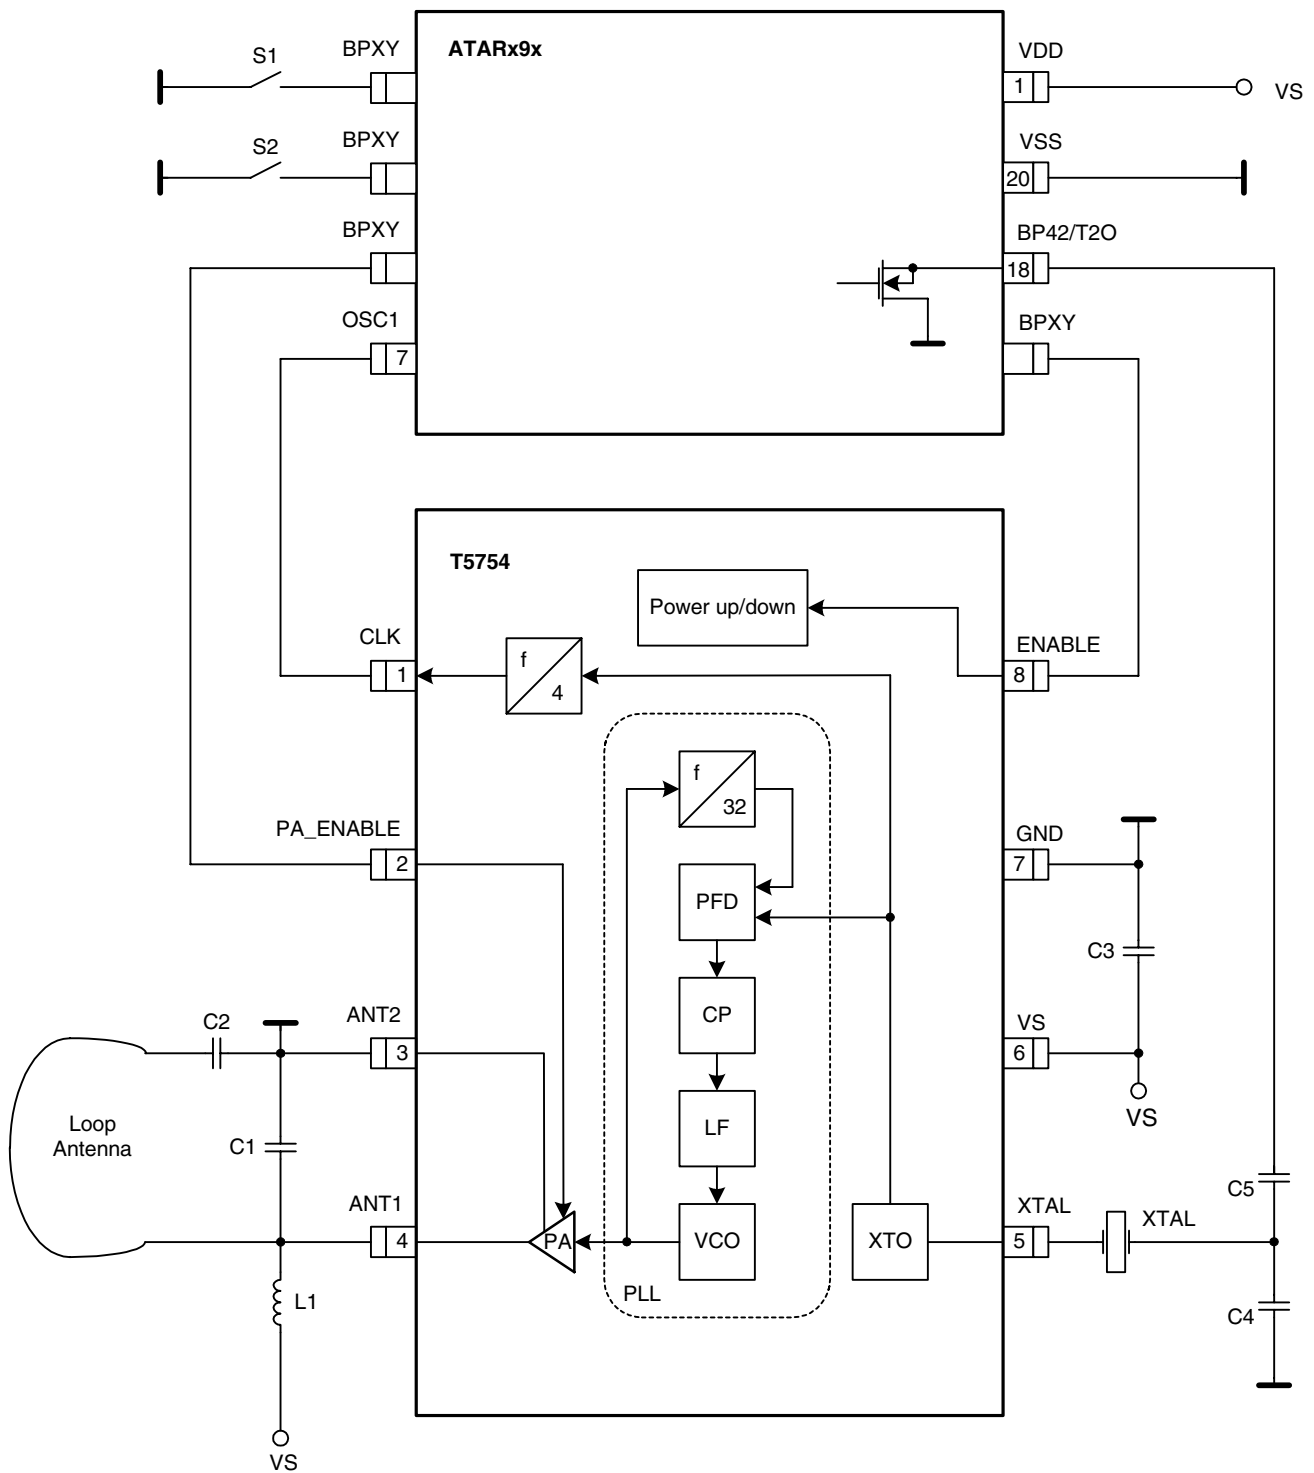 S1
BPXY
ATARx9x
VDD
1
VS
S2
BPXY
VSS
20
BPXY
BP42/T2O
18
OSC1
7
BPXY
T5754
Power up/down
CLK
1
f
4
ENABLE
8
f
32
PA_ENABLE
2
GND
7
PFD
C3
C2
ANT2
3
CP
VS
6
VS
Loop
Antenna
C1
LF
C5
ANT1
4
PA
VCO
XTO
XTAL
5
XTAL
PLL
L1
C4
VS